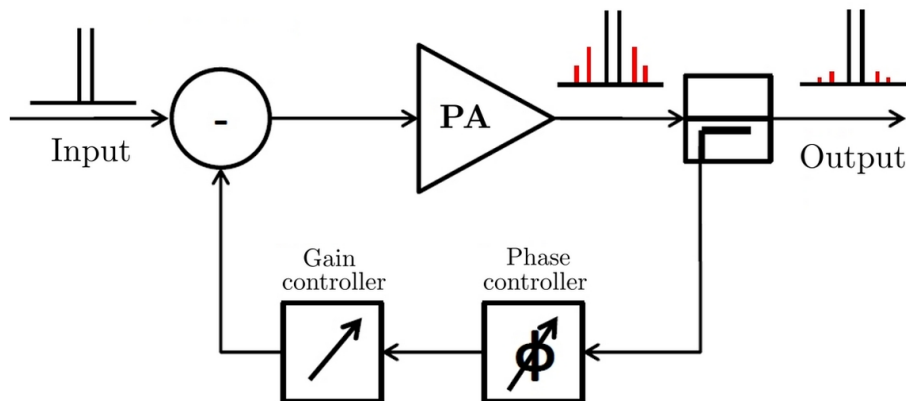 -
PA
Input
Output
Gain
controller
Phase
controller
ϕ